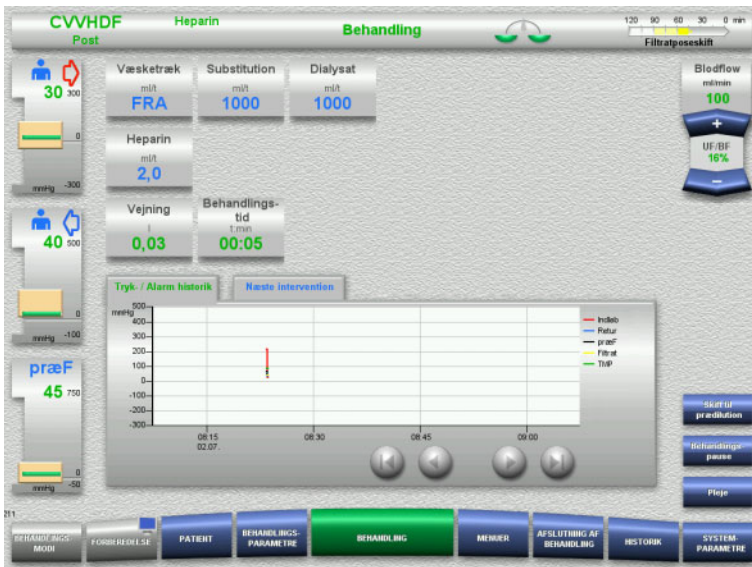 CVVHDF
Post
Heparin
Behandling
120 90 60 30 0 min
Filtratposeskift
30 300
0
mmHg -300
Væsketræk
ml/t
FRA
Substitution
ml/t
1000
Dialysat
ml/t
1000
Blodflow
ml/min
100
+
UF/BF
16%
–
Heparin
ml/t
2,0
Vejning
l
0,03
Behandlings-
tid
t:min
00:05
40 500
0
mmHg -100
Tryk- / Alarm historik
Næste intervention
mmHg
500
400
300
200
100
0
-100
-200
-300
08:15
02.07.
08:30
08:45
09:00
Indløb
Retur
præF
Filtrat
TMP
præF
45 750
0
mmHg -50
Skift til
prædilution
Behandlings-
pause
Pleje
211
BEHANDLINGS-
MODI
FORBEREDELSE
PATIENT
BEHANDLINGS-
PARAMETRE
BEHANDLING
MENUER
AFSLUTNING AF
BEHANDLING
HISTORIK
SYSTEM-
PARAMETRE